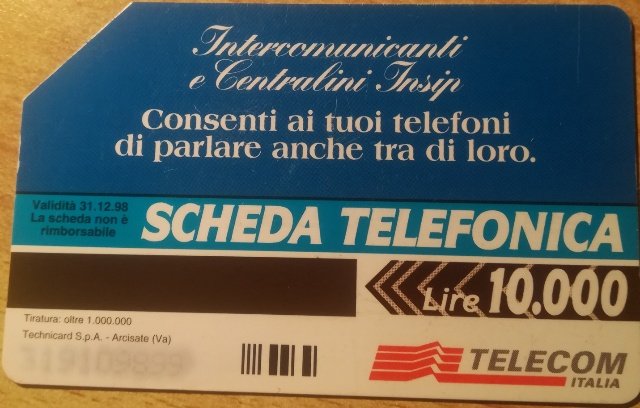 Intercomunicanti
e Centralini Insip
Consenti ai tuoi telefoni
di parlare anche tra di loro.
Validità 31.12.98
La scheda non è
rimborsabile
SCHEDA TELEFONICA
Lire 10.000
Tiratura: oltre 1.000.000
Technicard S.p.A. - Arcisate (Va)
TELECOM
ITALIA